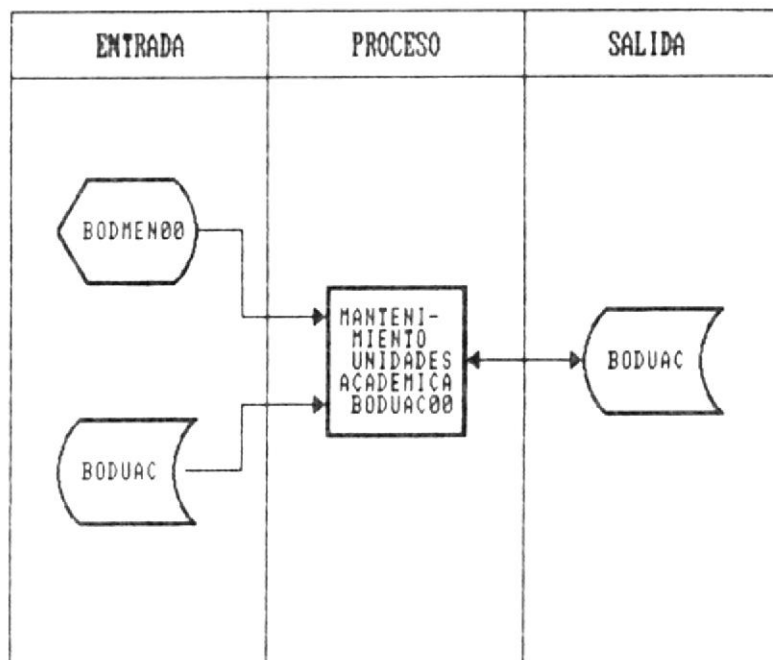 ENTRADA
PROCESO
SALIDA
BODMEN00
MANTENI-
MIENTO
UNIDADES
ACADEMICA
BODUAC00
BODUAC
BODUAC